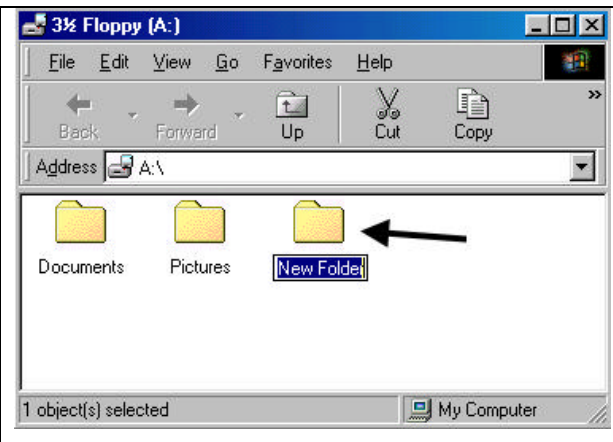 3½ Floppy (A:)
File Edit View Go Favorites Help
Back Forward Up Cut Copy »
Address A:\
Documents Pictures New Folder
1 object(s) selected My Computer